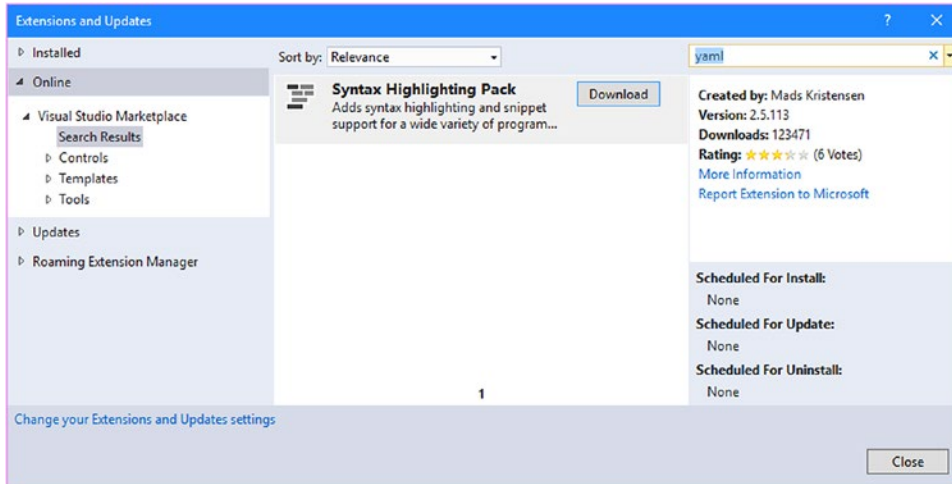 Extensions and Updates
?
Installed
Online
Visual Studio Marketplace
Search Results
Controls
Templates
Tools
Updates
Roaming Extension Manager
Sort by: Relevance
Syntax Highlighting Pack
Download
Adds syntax highlighting and snippet
support for a wide variety of program...
1
yaml
Created by: Mads Kristensen
Version: 2.5.113
Downloads: 123471
Rating: (6 Votes)
More Information
Report Extension to Microsoft
Scheduled For Install:
None
Scheduled For Update:
None
Scheduled For Uninstall:
None
Change your Extensions and Updates settings
Close